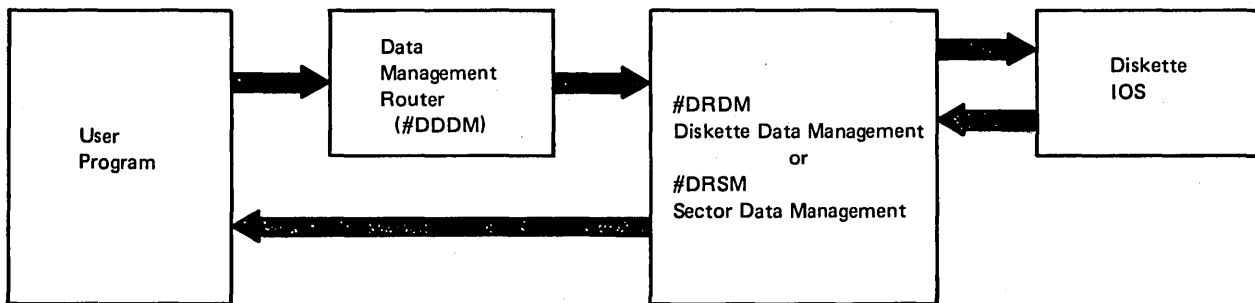 User
Program
Data
Management
Router
(#DDDM)
#DRDM
Diskette Data Management
or
#DRSM
Sector Data Management
Diskette
IOS